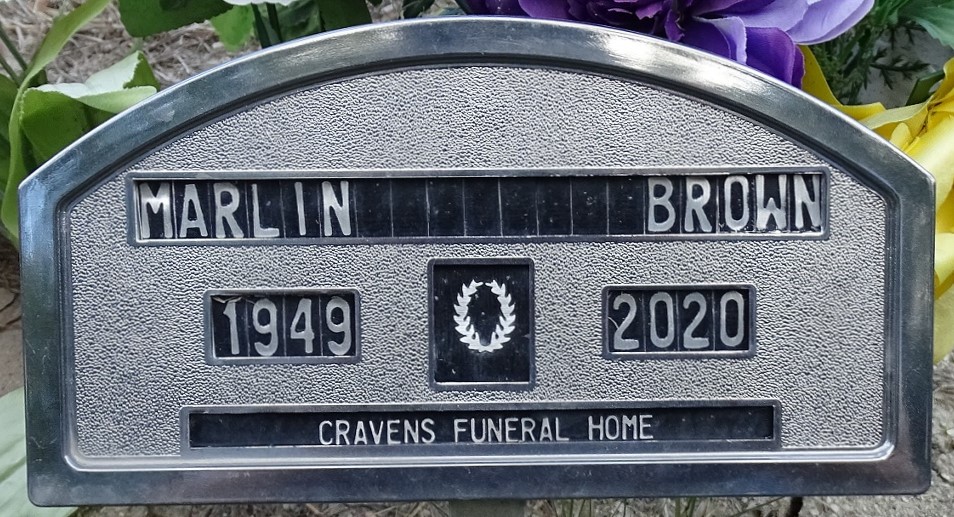 MARLIN BROWN
1949 2020
CRAVENS FUNERAL HOME